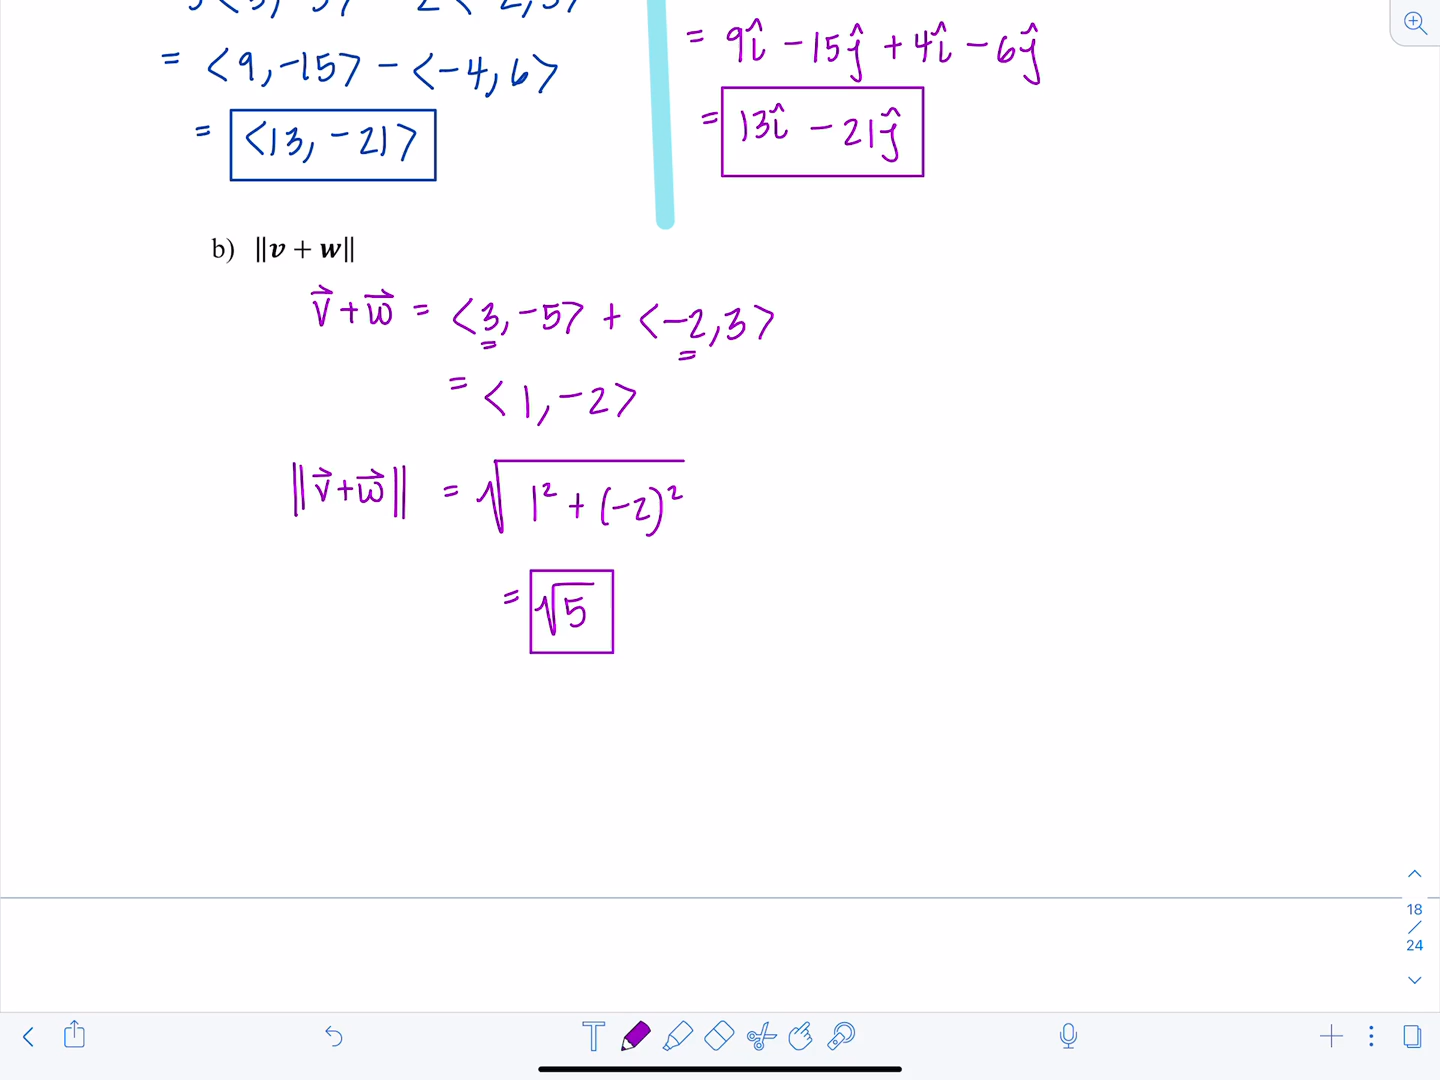 = <9, -15> - <-4, 6>
= <13, -21>
= 9î - 15ĵ + 4î - 6ĵ
= 13î - 21ĵ
b) ‖v + w‖
v⃗ + w⃗ = <3, -5> + <-2, 3>
= <1, -2>
‖v⃗ + w⃗‖ = √(1² + (-2)²)
= √5
18
/
24
T